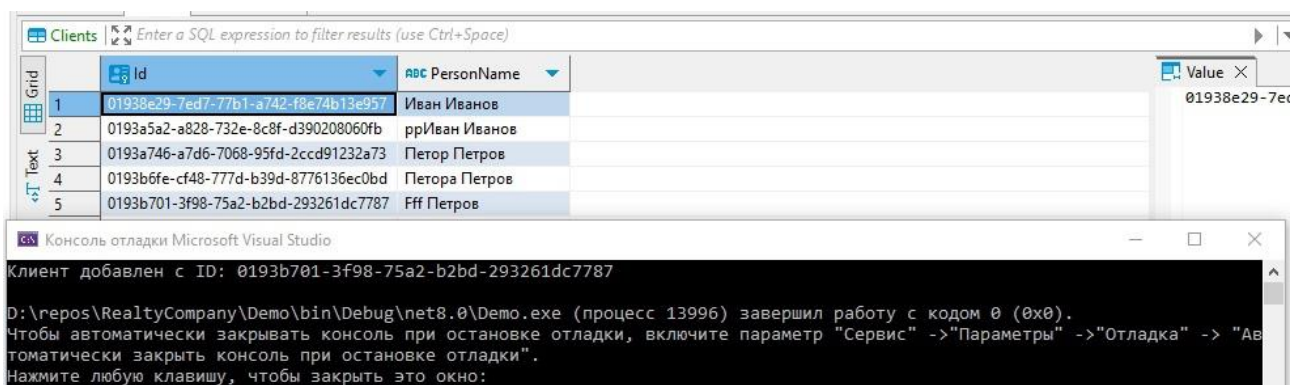 Clients Enter a SQL expression to filter results (use Ctrl+Space)
Grid Id ABC PersonName Value
1 01938e29-7ed7-77b1-a742-f8e74b13e957 Иван Иванов 01938e29-7ed
2 0193a5a2-a828-732e-8c8f-d390208060fb ррИван Иванов
Text 3 0193a746-a7d6-7068-95fd-2ccd91232a73 Петор Петров
4 0193b6fe-cf48-777d-b39d-8776136ec0bd Петора Петров
5 0193b701-3f98-75a2-b2bd-293261dc7787 Fff Петров
Консоль отладки Microsoft Visual Studio
Клиент добавлен с ID: 0193b701-3f98-75a2-b2bd-293261dc7787
D:\repos\RealtyCompany\Demo\bin\Debug\net8.0\Demo.exe (процесс 13996) завершил работу с кодом 0 (0x0).
Чтобы автоматически закрывать консоль при остановке отладки, включите параметр "Сервис" ->"Параметры" ->"Отладка" -> "Ав
томатически закрыть консоль при остановке отладки".
Нажмите любую клавишу, чтобы закрыть это окно: